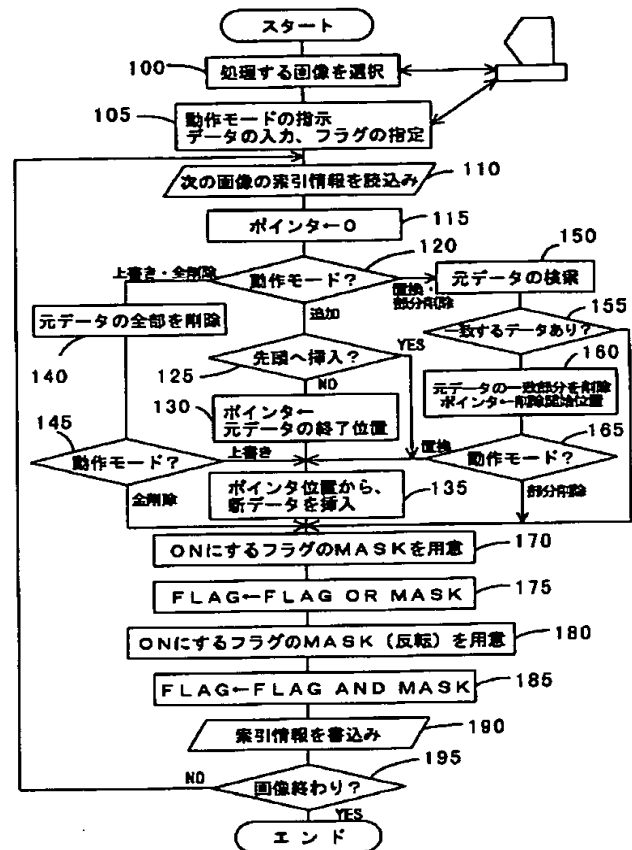 スタート
100
処理する画像を選択
105
動作モードの指示
データの入力、フラグの指定
次の画像の索引情報を読込み
110
ポインタ←0
115
120
上書き・全削除
動作モード?
置換・
部分削除
150
元データの検索
追加
元データの全部を削除
140
155
一致するデータあり?
先頭へ挿入?
125
YES
NO
160
元データの一致部分を削除
ポインタ←削除開始位置
130
ポインタ←
元データの終了位置
145
動作モード?
上書き
置換
165
動作モード?
全削除
部分削除
ポインタ位置から、
新データを挿入
135
ONにするフラグのMASKを用意
170
FLAG←FLAG OR MASK
175
ONにするフラグのMASK(反転)を用意
180
FLAG←FLAG AND MASK
185
索引情報を書込み
190
NO
画像終わり?
195
YES
エンド